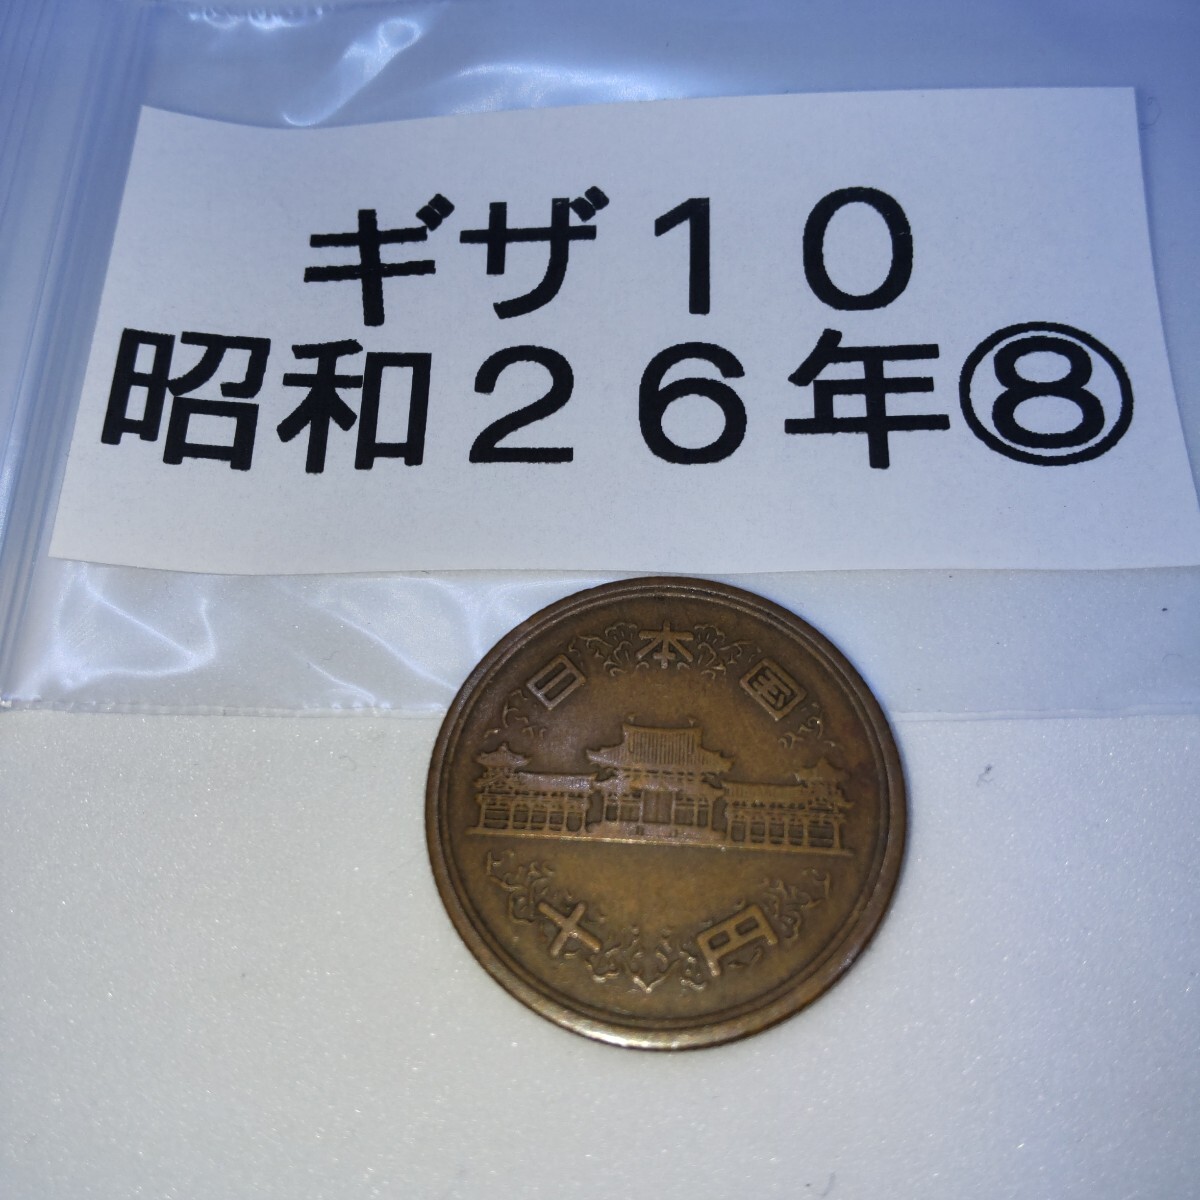 ギザ１０
昭和２６年⑧
日本国
十円